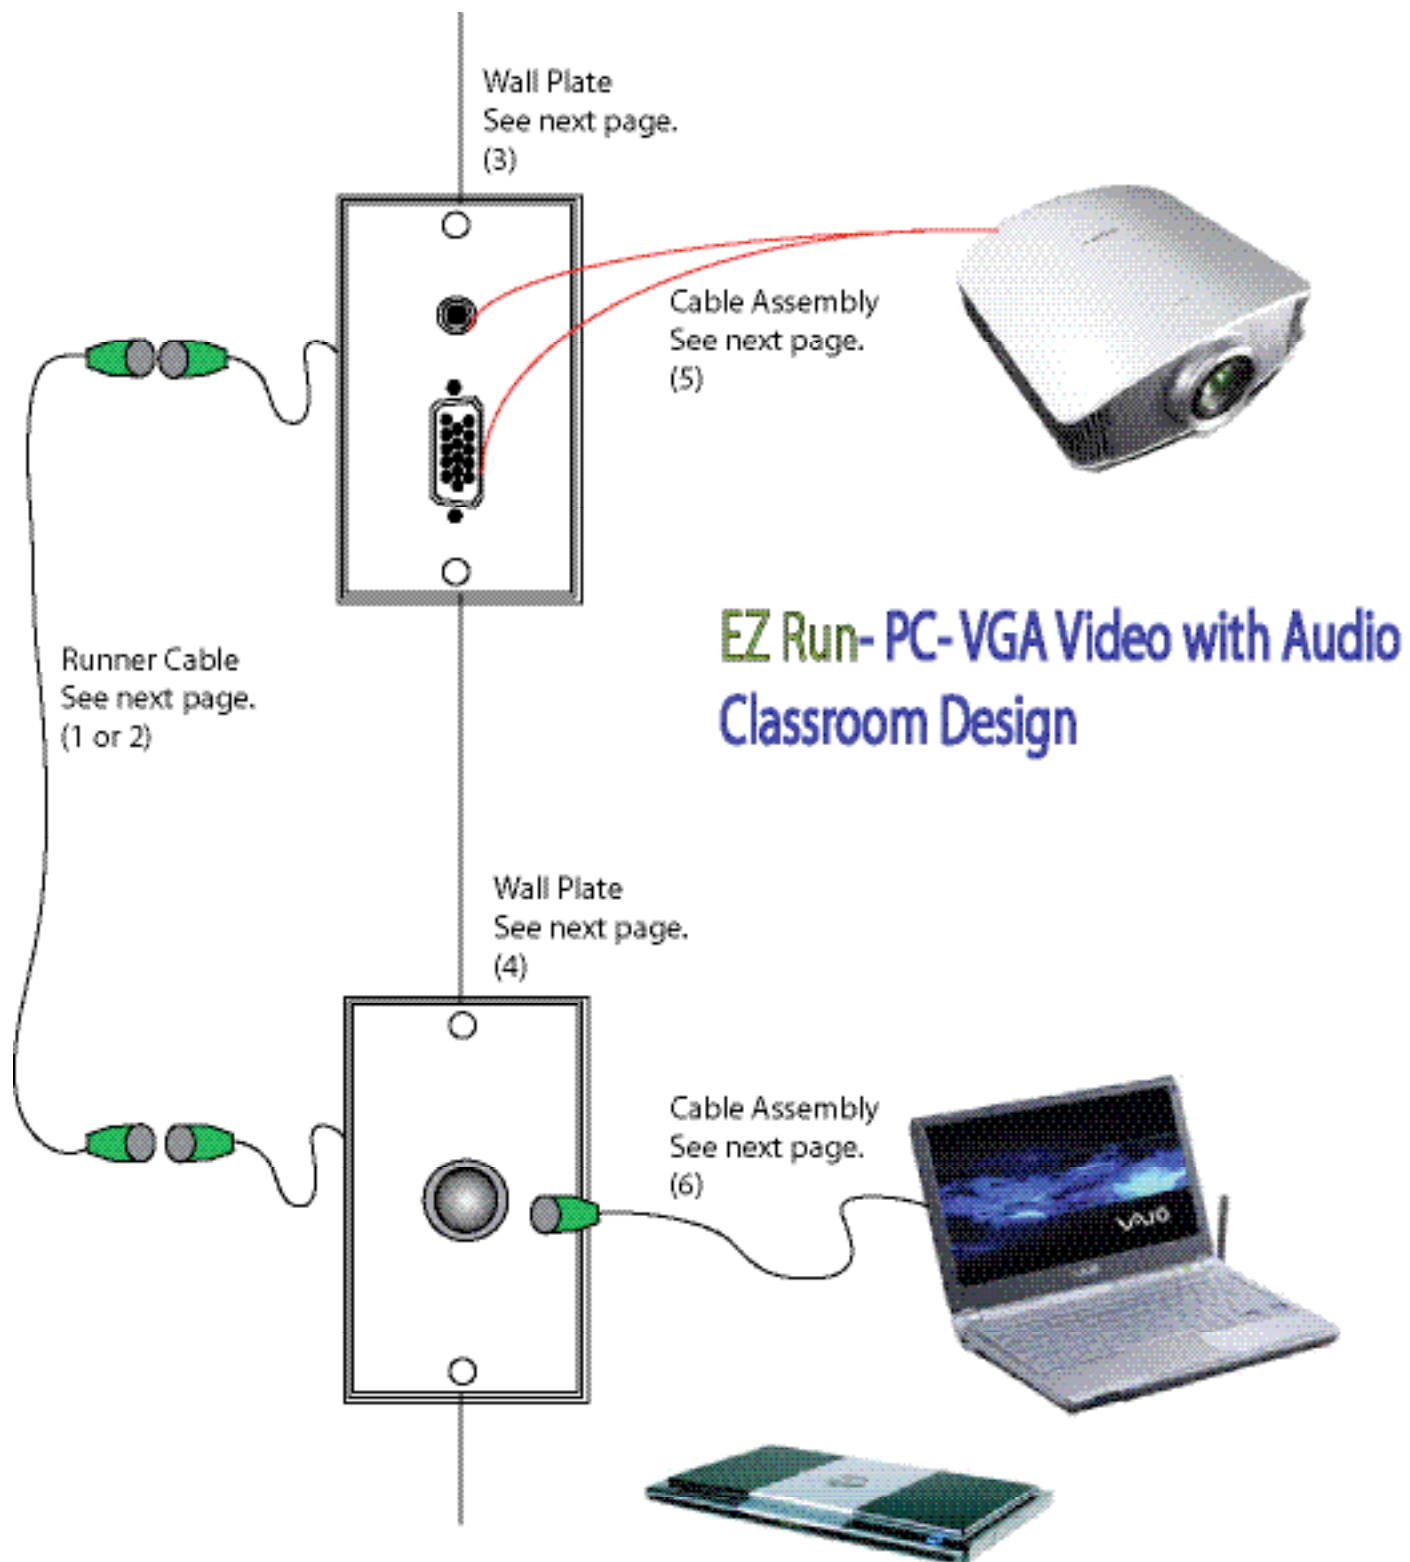 Wall Plate
See next page.
(3)
Cable Assembly
See next page.
(5)
EZ Run- PC- VGA Video with Audio
Classroom Design
Runner Cable
See next page.
(1 or 2)
Wall Plate
See next page.
(4)
Cable Assembly
See next page.
(6)
VAIO